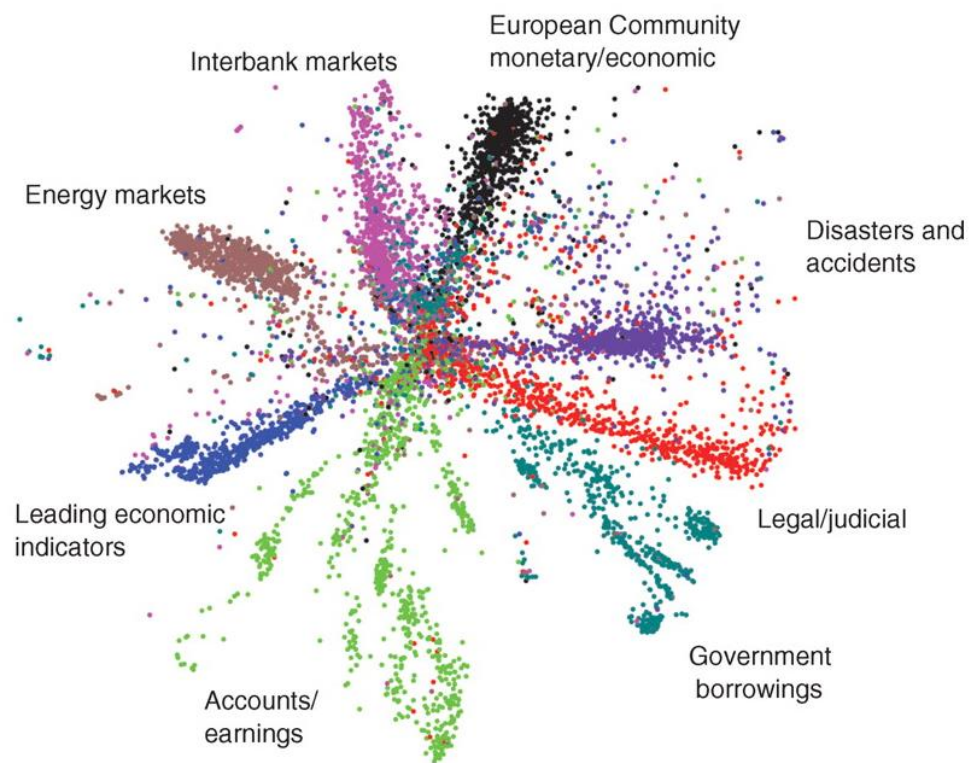 European Community
monetary/economic
Interbank markets
Energy markets
Disasters and
accidents
Leading economic
indicators
Legal/judicial
Government
borrowings
Accounts/
earnings